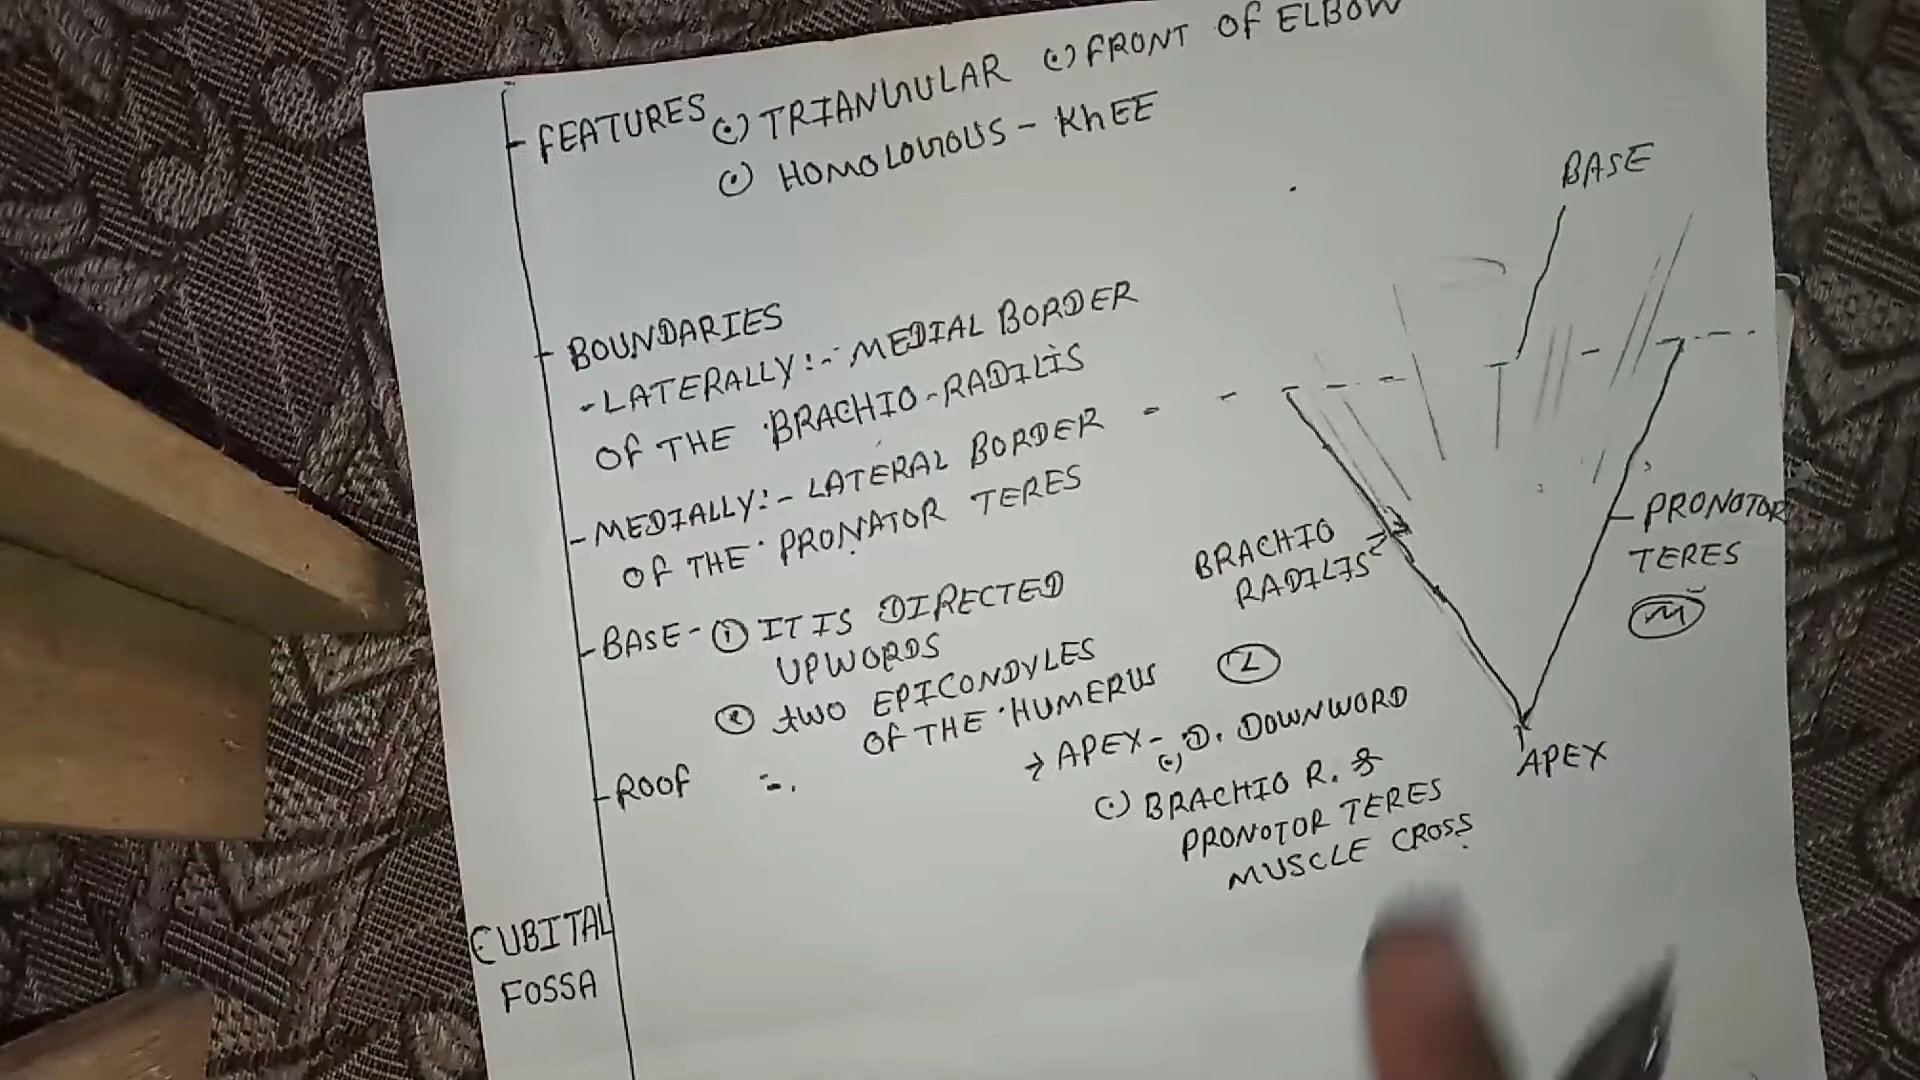 FEATURES (•) TRIANGULAR (•) FRONT OF ELBOW
(•) HOMOLOGOUS - KhEE
BOUNDARIES
- LATERALLY:- MEDIAL BORDER
OF THE BRACHIO-RADILIS
- MEDIALLY:- LATERAL BORDER
OF THE PRONATOR TERES
BASE - ① IT IS DIRECTED
UPWORDS
② TWO EPICONDYLES
OF THE HUMERUS
ROOF :-.
→ APEX - (•) D. DOWNWORD
(•) BRACHIO R. &
PRONOTOR TERES
MUSCLE CROSS
CUBITAL
FOSSA
BASE
BRACHIO
RADILIS
L
PRONOTOR
TERES
M
APEX